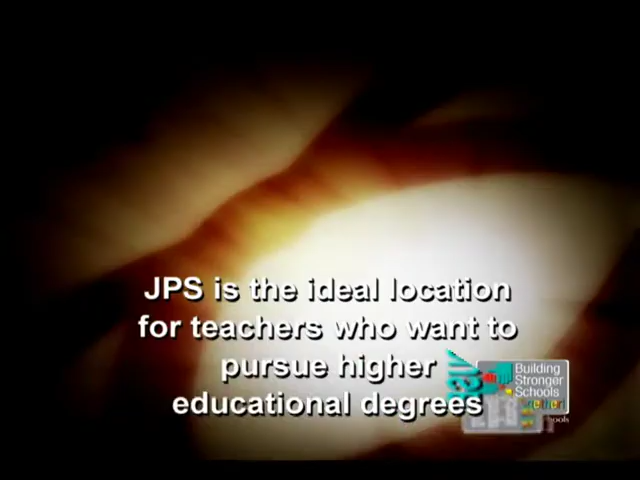 JPS is the ideal location
for teachers who want to
pursue higher
educational degrees
Building
Stronger
Schools